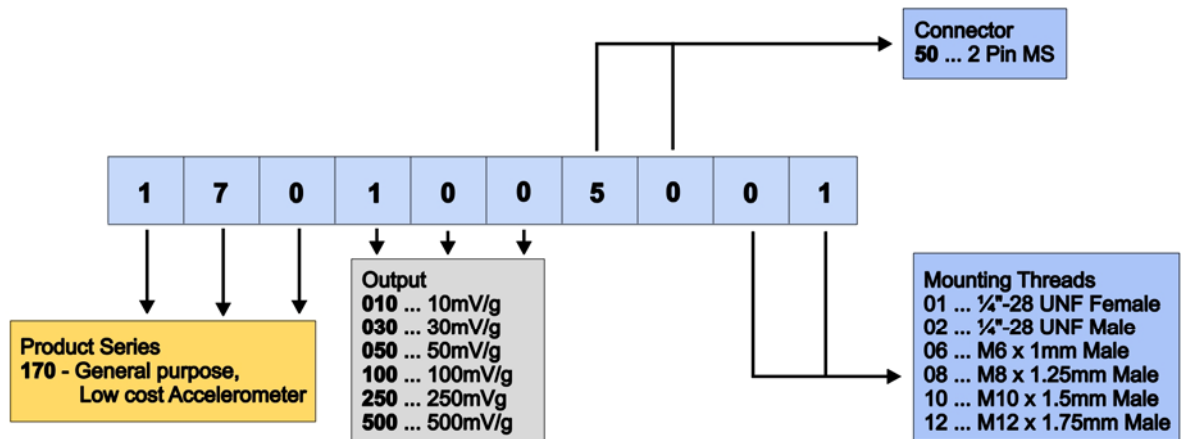 Connector
50 ... 2 Pin MS
1 7 0 1 0 0 5 0 0 1
Product Series
170 - General purpose,
Low cost Accelerometer
Output
010 ... 10mV/g
030 ... 30mV/g
050 ... 50mV/g
100 ... 100mV/g
250 ... 250mVg
500 ... 500mV/g
Mounting Threads
01 ... ¼"-28 UNF Female
02 ... ¼"-28 UNF Male
06 ... M6 x 1mm Male
08 ... M8 x 1.25mm Male
10 ... M10 x 1.5mm Male
12 ... M12 x 1.75mm Male